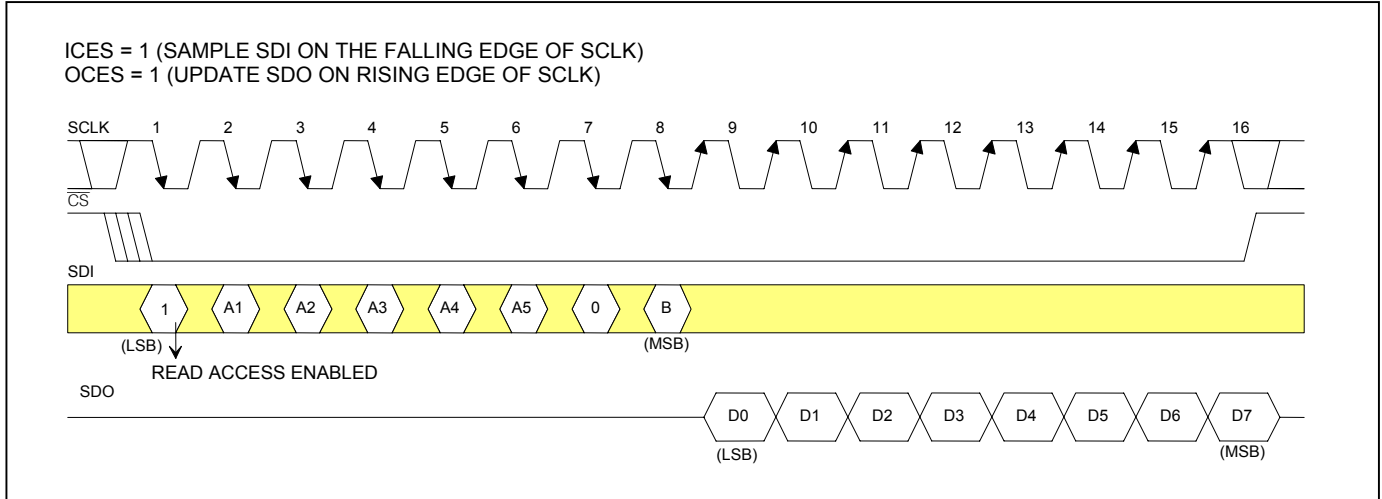 ICES = 1 (SAMPLE SDI ON THE FALLING EDGE OF SCLK)
OCES = 1 (UPDATE SDO ON RISING EDGE OF SCLK)
SCLK 1 2 3 4 5 6 7 8 9 10 11 12 13 14 15 16
CS
SDI
1 A1 A2 A3 A4 A5 0 B
(LSB) (MSB)
READ ACCESS ENABLED
SDO
D0 D1 D2 D3 D4 D5 D6 D7
(LSB) (MSB)